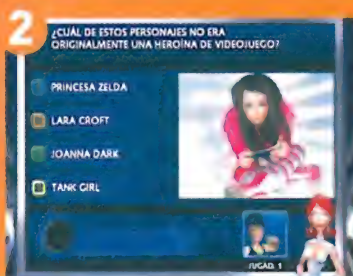 2
¿CUÁL DE ESTOS PERSONAJES NO ERA
ORIGINALMENTE UNA HEROÍNA DE VIDEOJUEGO?
PRINCESA ZELDA
LARA CROFT
JOANNA DARK
TANK GIRL
JUGAD. 1